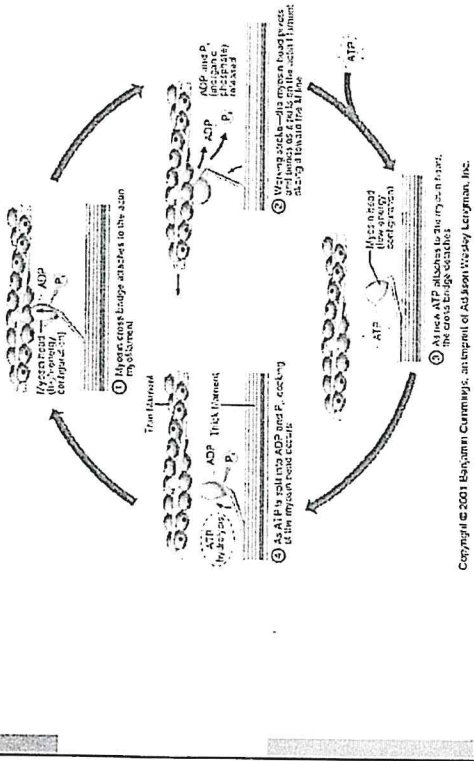 Myosin head
(high-energy
configuration)
ADP
Pi
① Myosin cross bridge attaches to the actin
myofilament
Thin filament
ADP
Thick filament
Pi
ATP
hydrolysis
④ As ATP is split into ADP and Pi, cocking
of the myosin head occurs
ADP and Pi
(inorganic
phosphate)
released
ADP
Pi
② Working stroke—the myosin head pivots
and bends as it pulls on the actin filament,
sliding it toward the M line
ATP
ATP
Myosin head
(low-energy
configuration)
③ As new ATP attaches to the myosin head,
the cross bridge detaches
Copyright © 2001 Benjamin Cummings, an imprint of Addison Wesley Longman, Inc.